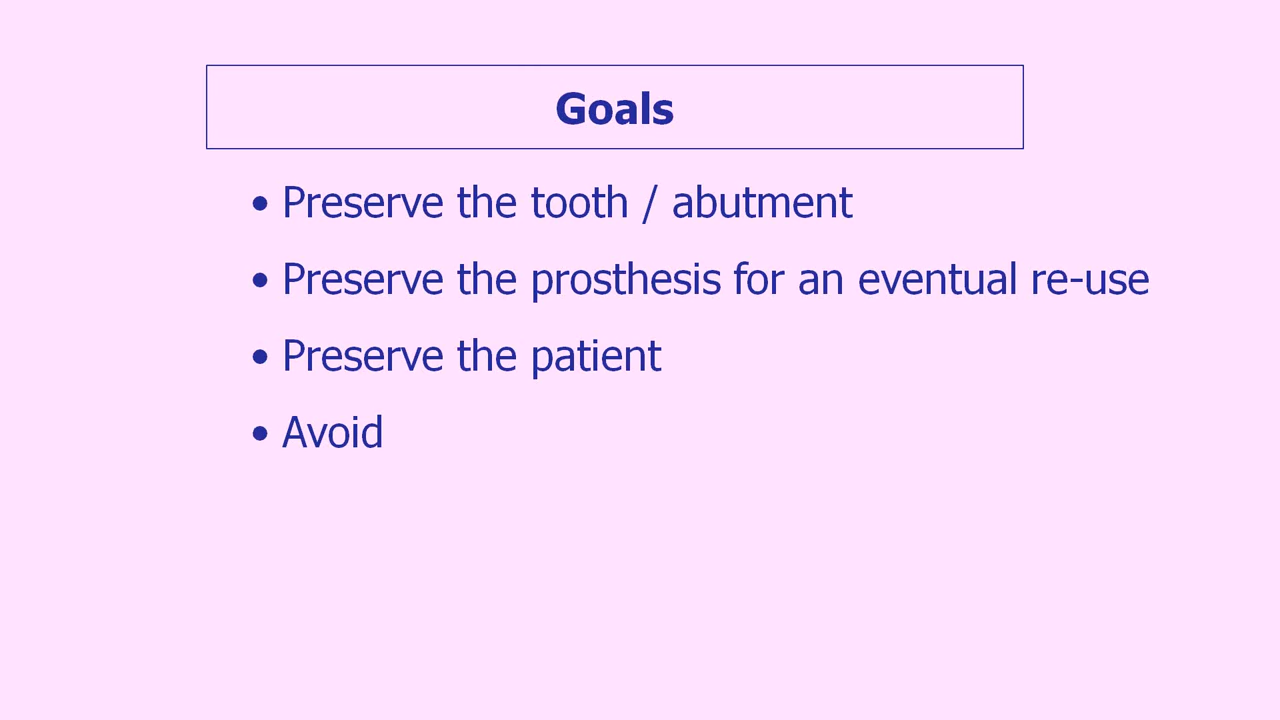 Goals
• Preserve the tooth / abutment
• Preserve the prosthesis for an eventual re-use
• Preserve the patient
• Avoid